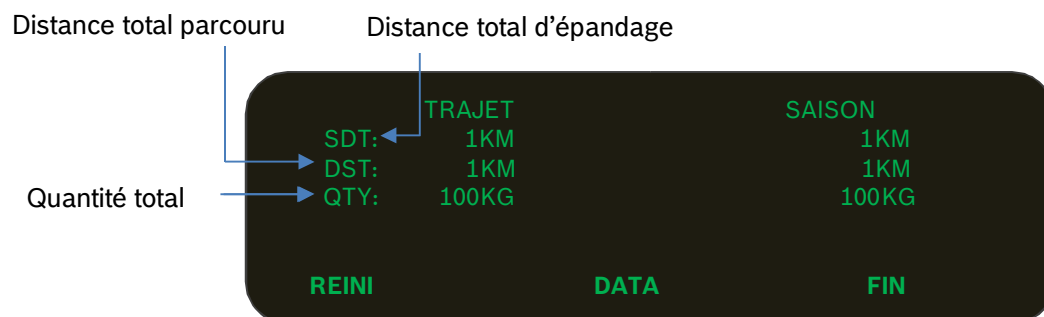 Distance total parcouru
Distance total d'épandage
TRAJET SAISON
SDT: 1KM 1KM
DST: 1KM 1KM
Quantité total QTY: 100KG 100KG
REINI DATA FIN